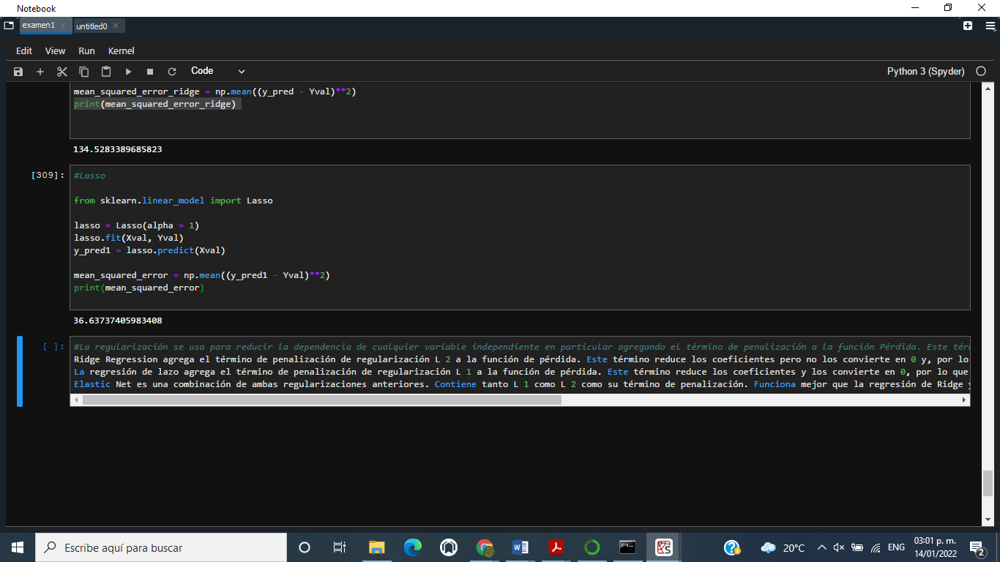 Notebook
examen1
untitled0
Edit View Run Kernel
Code
Python 3 (Spyder)
mean_squared_error_ridge = np.mean((y_pred - Yval)**2)
print(mean_squared_error_ridge)
134.5283389685823
[309]:
#Lasso
from sklearn.linear_model import Lasso
lasso = Lasso(alpha = 1)
lasso.fit(Xval, Yval)
y_pred1 = lasso.predict(Xval)
mean_squared_error = np.mean((y_pred1 - Yval)**2)
print(mean_squared_error)
36.63737405983408
[ ]:
#La regularización se usa para reducir la dependencia de cualquier variable independiente en particular agregando el término de penalización a la función Pérdida. Este
Ridge Regression agrega el término de penalización de regularización L 2 a la función de pérdida. Este término reduce los coeficientes pero no los convierte en 0 y, por lo
La regresión de lazo agrega el término de penalización de regularización L 1 a la función de pérdida. Este término reduce los coeficientes y los convierte en 0, por lo que
Elastic Net es una combinación de ambas regularizaciones anteriores. Contiene tanto L 1 como L 2 como su término de penalización. Funciona mejor que la regresión de Ridge y
Escribe aquí para buscar
20°C
ENG
03:01 p. m.
14/01/2022
2